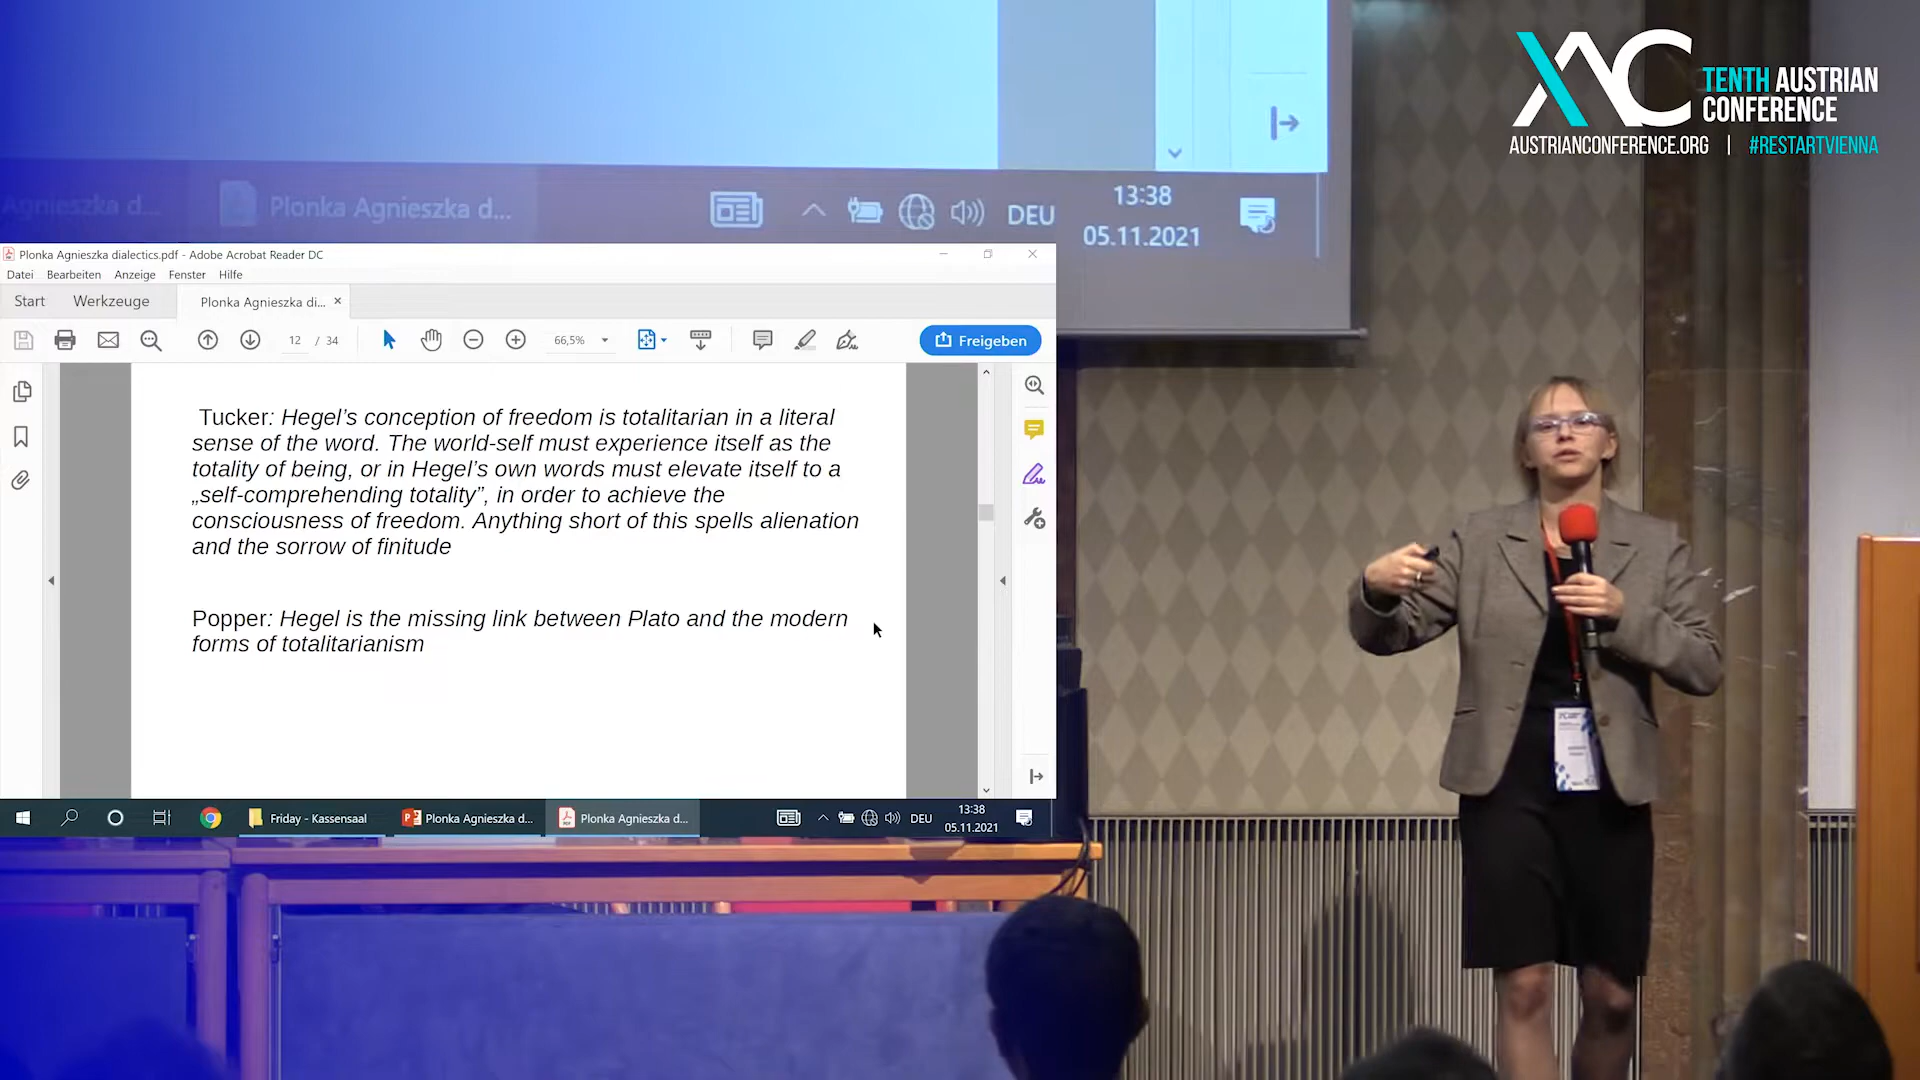 XAC
TENTH AUSTRIAN
CONFERENCE
AUSTRIANCONFERENCE.ORG | #RESTARTVIENNA
Agnieszka d...
Plonka Agnieszka d...
DEU
13:38
05.11.2021
Plonka Agnieszka dialectics.pdf - Adobe Acrobat Reader DC
Datei Bearbeiten Anzeige Fenster Hilfe
Start Werkzeuge Plonka Agnieszka di... ×
12 / 34 66,5% Freigeben
Tucker: Hegel’s conception of freedom is totalitarian in a literal
sense of the word. The world-self must experience itself as the
totality of being, or in Hegel’s own words must elevate itself to a
„self-comprehending totality”, in order to achieve the
consciousness of freedom. Anything short of this spells alienation
and the sorrow of finitude
Popper: Hegel is the missing link between Plato and the modern
forms of totalitarianism
Friday - Kassensaal Plonka Agnieszka d... Plonka Agnieszka d... DEU 13:38
05.11.2021